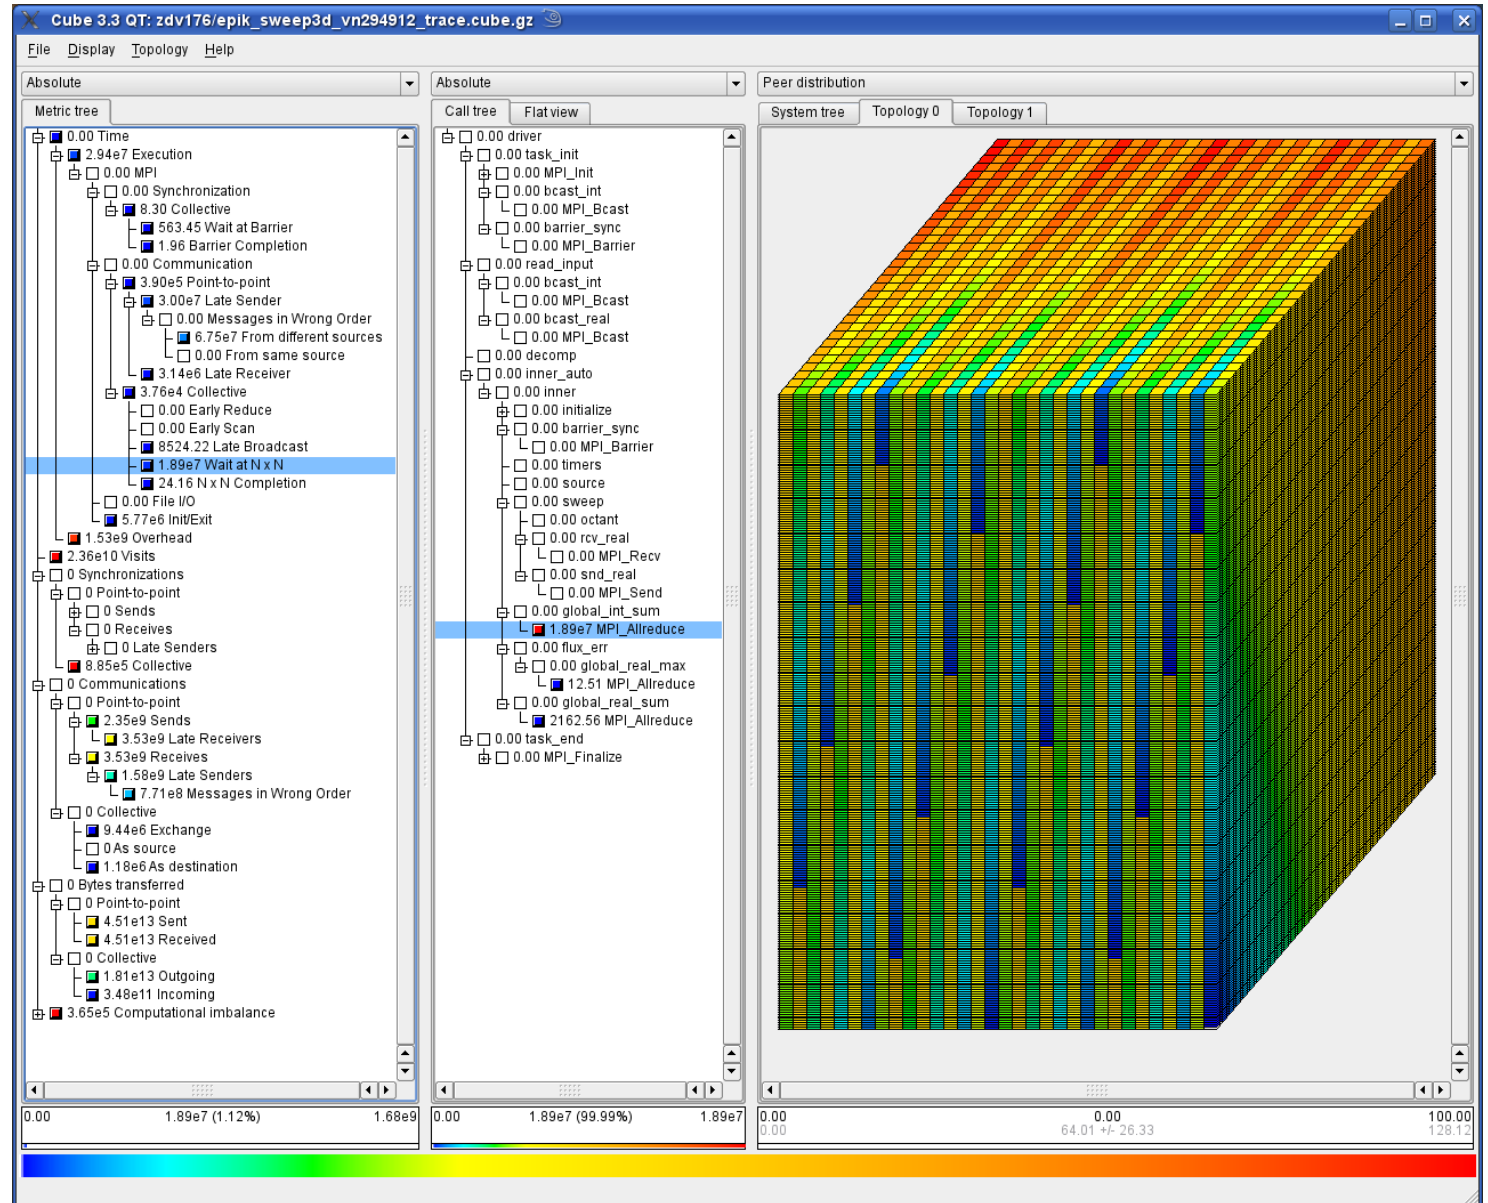 Cube 3.3 QT: zdv176/epik_sweep3d_vn294912_trace.cube.gz
File Display Topology Help
Absolute
Metric tree
0.00 Time
2.94e7 Execution
0.00 MPI
0.00 Synchronization
8.30 Collective
563.45 Wait at Barrier
1.96 Barrier Completion
0.00 Communication
3.90e5 Point-to-point
3.00e7 Late Sender
0.00 Messages in Wrong Order
6.75e7 From different sources
0.00 From same source
3.14e6 Late Receiver
3.76e4 Collective
0.00 Early Reduce
0.00 Early Scan
8524.22 Late Broadcast
1.89e7 Wait at N x N
24.16 N x N Completion
0.00 File I/O
5.77e6 Init/Exit
1.53e9 Overhead
2.36e10 Visits
0 Synchronizations
0 Point-to-point
0 Sends
0 Receives
0 Late Senders
8.85e5 Collective
0 Communications
0 Point-to-point
2.35e9 Sends
3.53e9 Late Receivers
3.53e9 Receives
1.58e9 Late Senders
7.71e8 Messages in Wrong Order
0 Collective
9.44e6 Exchange
0 As source
1.18e6 As destination
0 Bytes transferred
0 Point-to-point
4.51e13 Sent
4.51e13 Received
0 Collective
1.81e13 Outgoing
3.48e11 Incoming
3.65e5 Computational imbalance
0.00 1.89e7 (1.12%) 1.68e9
Absolute
Call tree Flat view
0.00 driver
0.00 task_init
0.00 MPI_Init
0.00 bcast_int
0.00 MPI_Bcast
0.00 barrier_sync
0.00 MPI_Barrier
0.00 read_input
0.00 bcast_int
0.00 MPI_Bcast
0.00 bcast_real
0.00 MPI_Bcast
0.00 decomp
0.00 inner_auto
0.00 inner
0.00 initialize
0.00 barrier_sync
0.00 MPI_Barrier
0.00 timers
0.00 source
0.00 sweep
0.00 octant
0.00 rcv_real
0.00 MPI_Recv
0.00 snd_real
0.00 MPI_Send
0.00 global_int_sum
1.89e7 MPI_Allreduce
0.00 flux_err
0.00 global_real_max
12.51 MPI_Allreduce
0.00 global_real_sum
2162.56 MPI_Allreduce
0.00 task_end
0.00 MPI_Finalize
0.00 1.89e7 (99.99%) 1.89e7
Peer distribution
System tree Topology 0 Topology 1
0.00 0.00 100.00
0.00 64.01 +/- 26.33 128.12